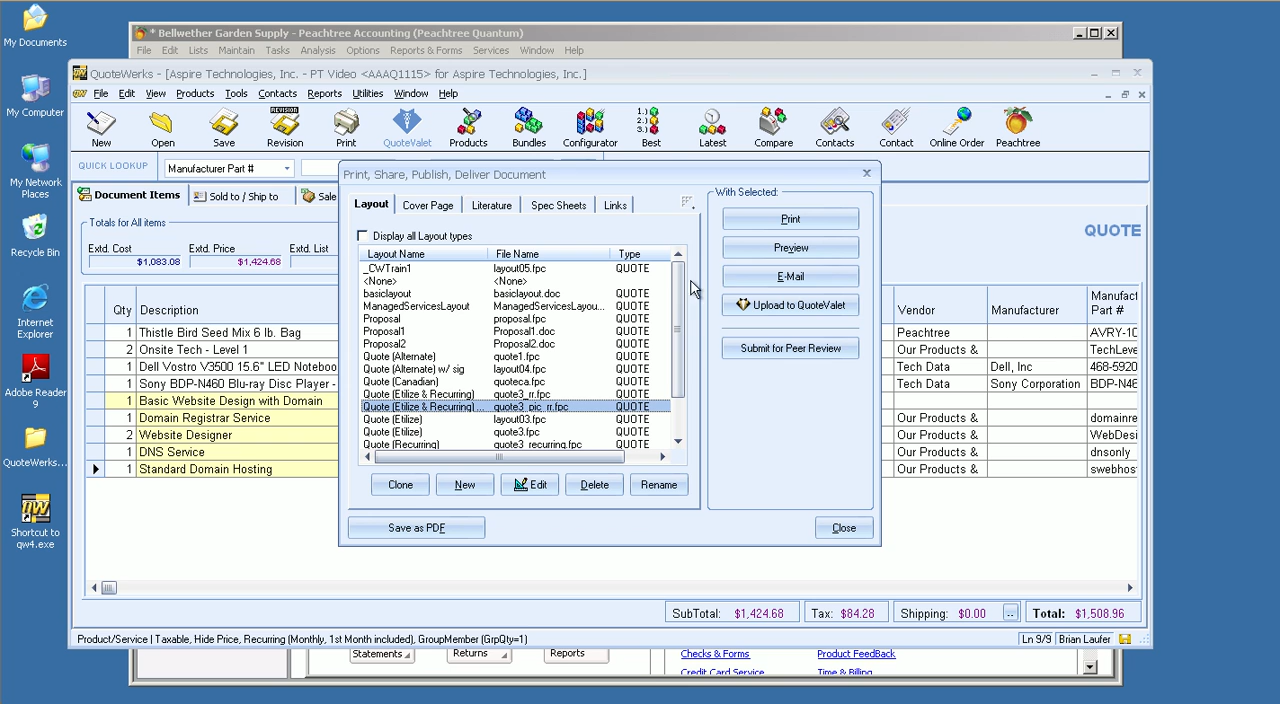 My Documents
My Computer
My Network
Places
Recycle Bin
Internet
Explorer
Adobe Reader
9
QuoteWerks...
Shortcut to
qw4.exe
* Bellwether Garden Supply - Peachtree Accounting (Peachtree Quantum)
File Edit Lists Maintain Tasks Analysis Options Reports & Forms Services Window Help
QuoteWerks - [Aspire Technologies, Inc. - PT Video <AAAQ1115> for Aspire Technologies, Inc.]
File Edit View Products Tools Contacts Reports Utilities Window Help
REVISION
1.) 2.) 3.)
New Open Save Revision Print QuoteValet Products Bundles Configurator Best Latest Compare Contacts Contact Online Order Peachtree
QUICK LOOKUP Manufacturer Part #
Document Items Sold to / Ship to Sale
Totals for All items
Extd. Cost Extd. Price Extd. List
$1,083.08 $1,424.68
QUOTE
Qty Description Vendor Manufacturer Manufact
Part #
1 Thistle Bird Seed Mix 6 lb. Bag Peachtree AVRY-10
2 Onsite Tech - Level 1 Our Products & TechLeve
1 Dell Vostro V3500 15.6" LED Noteboo Tech Data Dell, Inc 468-5920
1 Sony BDP-N460 Blu-ray Disc Player - Tech Data Sony Corporation BDP-N46
1 Basic Website Design with Domain
1 Domain Registrar Service Our Products & domainre
2 Website Designer Our Products & WebDesi
1 DNS Service Our Products & dnsonly
1 Standard Domain Hosting Our Products & swebhos
Print, Share, Publish, Deliver Document
Layout Cover Page Literature Spec Sheets Links
Display all Layout types
Layout Name File Name Type
_CWTrain1 layout05.fpc QUOTE
<None> <None>
basiclayout basiclayout.doc QUOTE
ManagedServicesLayout ManagedServicesLayou... QUOTE
Proposal proposal.fpc QUOTE
Proposal1 Proposal1.doc QUOTE
Proposal2 Proposal2.doc QUOTE
Quote (Alternate) quote1.fpc QUOTE
Quote (Alternate) w/ sig layout04.fpc QUOTE
Quote (Canadian) quoteca.fpc QUOTE
Quote (Etilize & Recurring) quote3_rr.fpc QUOTE
Quote (Etilize & Recurring) ... quote3_pic_rr.fpc QUOTE
Quote (Etilize) layout03.fpc QUOTE
Quote (Etilize) quote3.fpc QUOTE
Quote (Recurring) quote3_recurring.fpc QUOTE
Clone New Edit Delete Rename
Save as PDF
With Selected:
Print
Preview
E-Mail
Upload to QuoteValet
Submit for Peer Review
Close
SubTotal: $1,424.68 Tax: $84.28 Shipping: $0.00 .. Total: $1,508.96
Product/Service | Taxable, Hide Price, Recurring (Monthly, 1st Month included), GroupMember (GrpQty=1) Ln 9/9 Brian Laufer
Statements Returns Reports Checks & Forms Product FeedBack
Credit Card Service Time & Billing